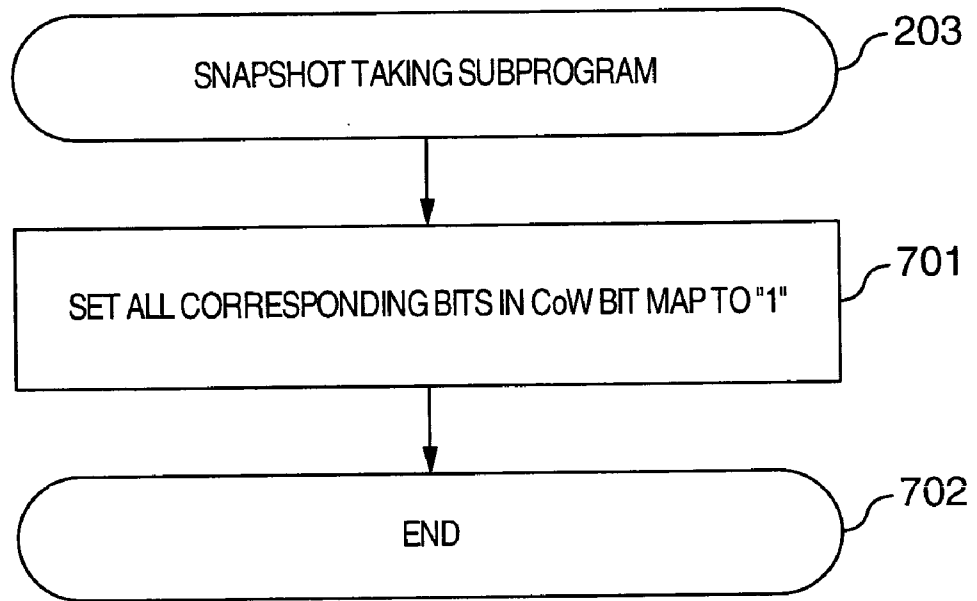 203
SNAPSHOT TAKING SUBPROGRAM
701
SET ALL CORRESPONDING BITS IN CoW BIT MAP TO "1"
702
END